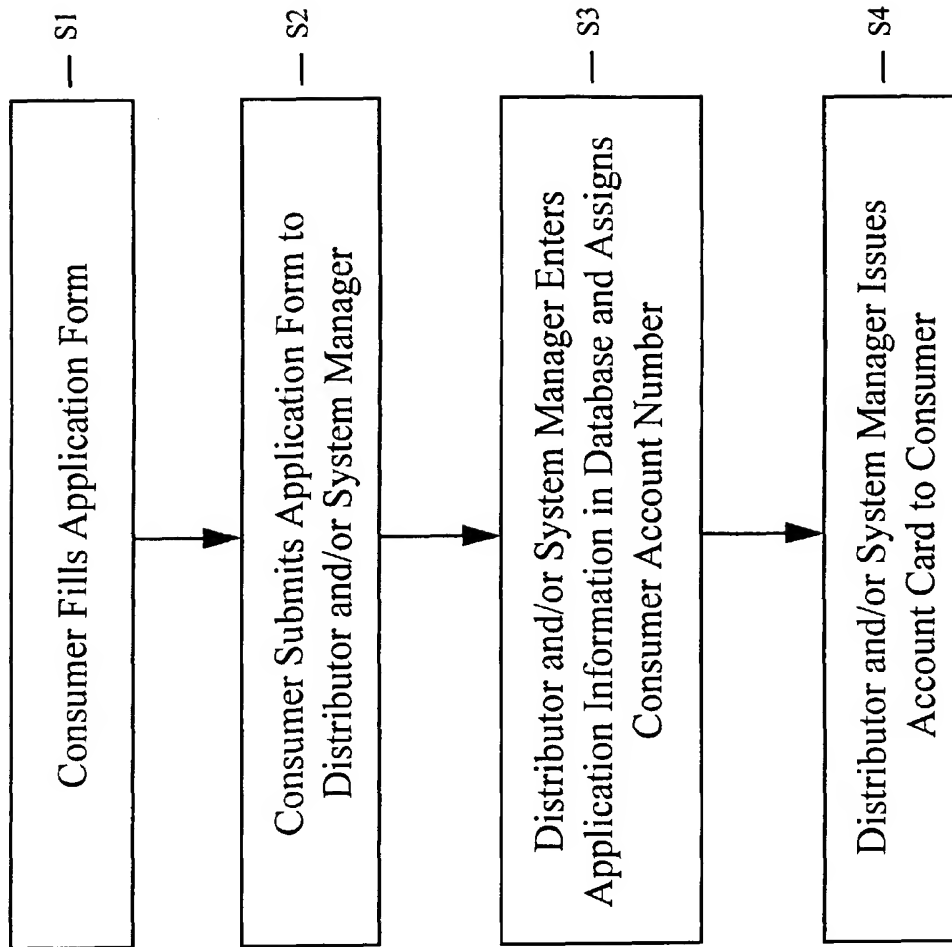 Consumer Fills Application Form
— S1
Consumer Submits Application Form to
Distributor and/or System Manager
— S2
Distributor and/or System Manager Enters
Application Information in Database and Assigns
Consumer Account Number
— S3
Distributor and/or System Manager Issues
Account Card to Consumer
— S4